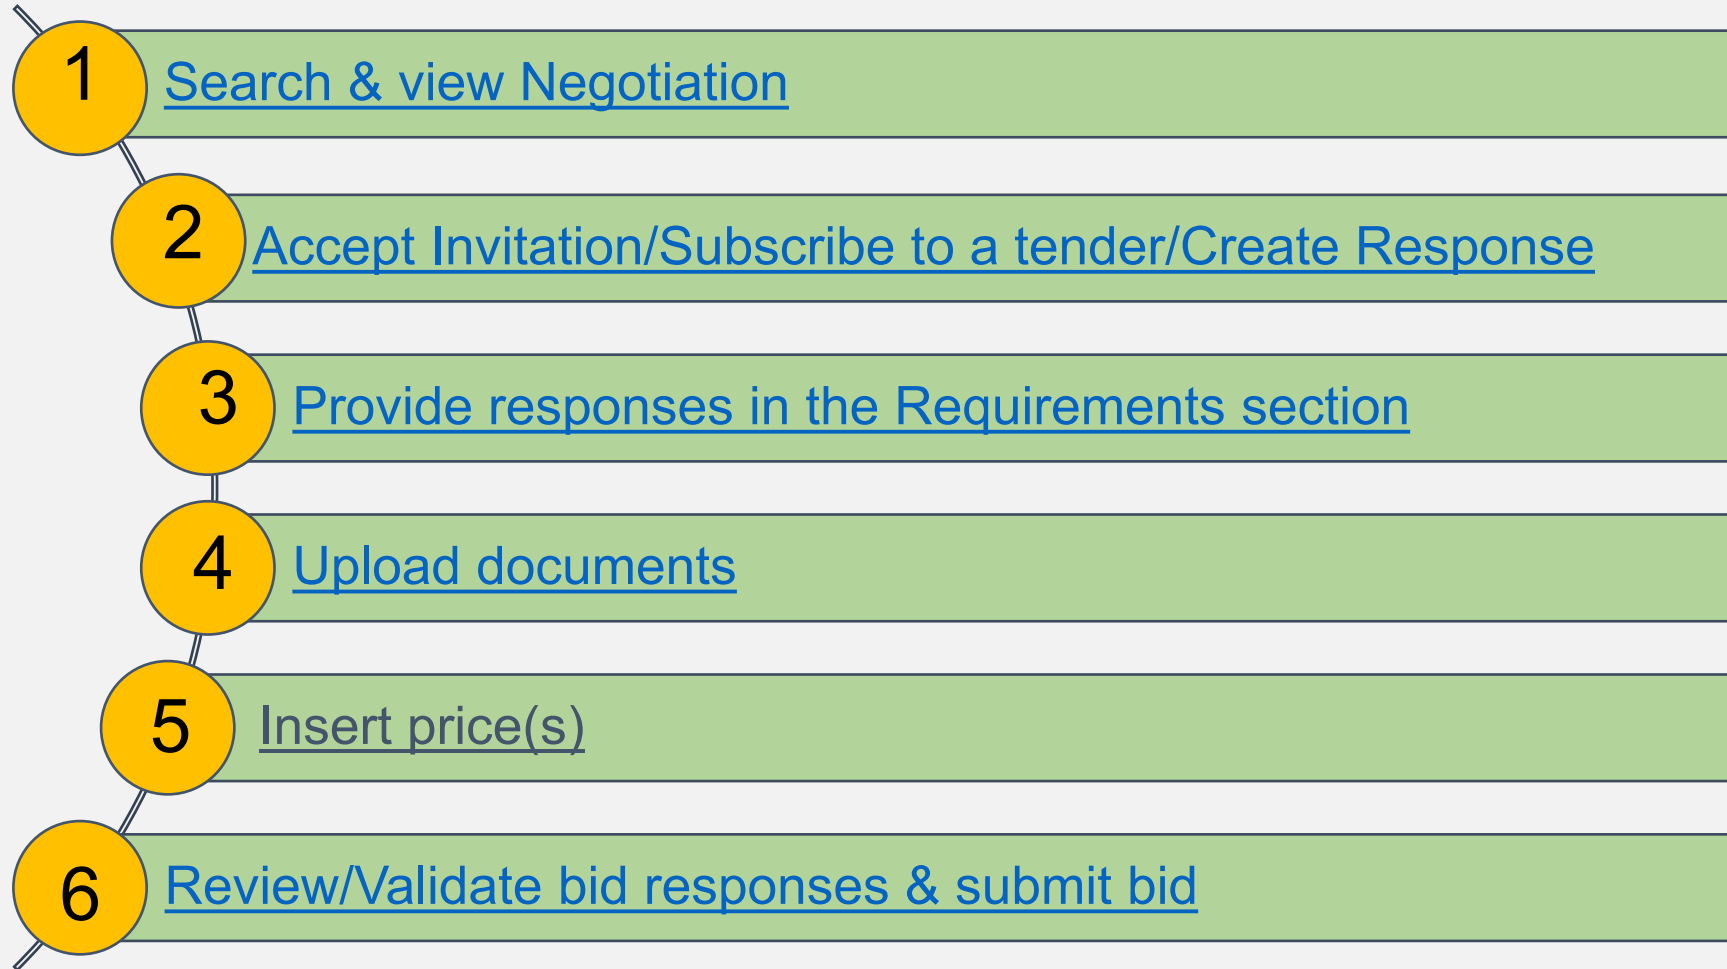 1 Search & view Negotiation
2 Accept Invitation/Subscribe to a tender/Create Response
3 Provide responses in the Requirements section
4 Upload documents
5 Insert price(s)
6 Review/Validate bid responses & submit bid